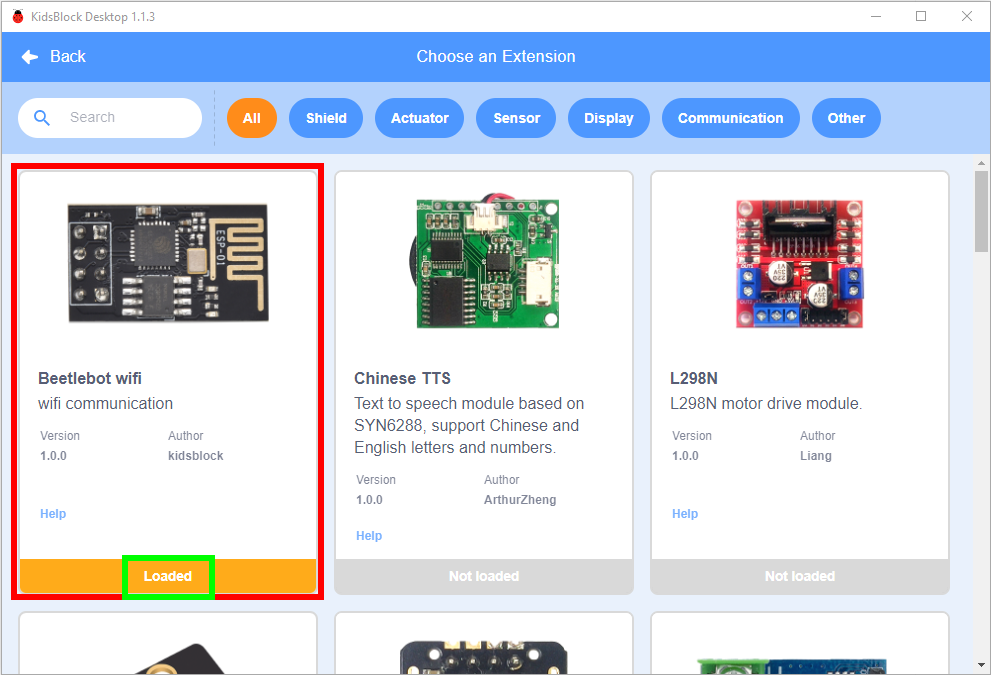 KidsBlock Desktop 1.1.3
Back
Choose an Extension
Search
All
Shield
Actuator
Sensor
Display
Communication
Other
ESP-01
Beetlebot wifi
wifi communication
Version
Author
1.0.0
kidsblock
Help
Loaded
Chinese TTS
Text to speech module based on
SYN6288, support Chinese and
English letters and numbers.
Version
Author
1.0.0
ArthurZheng
Help
Not loaded
L298N
L298N motor drive module.
Version
Author
1.0.0
Liang
Help
Not loaded